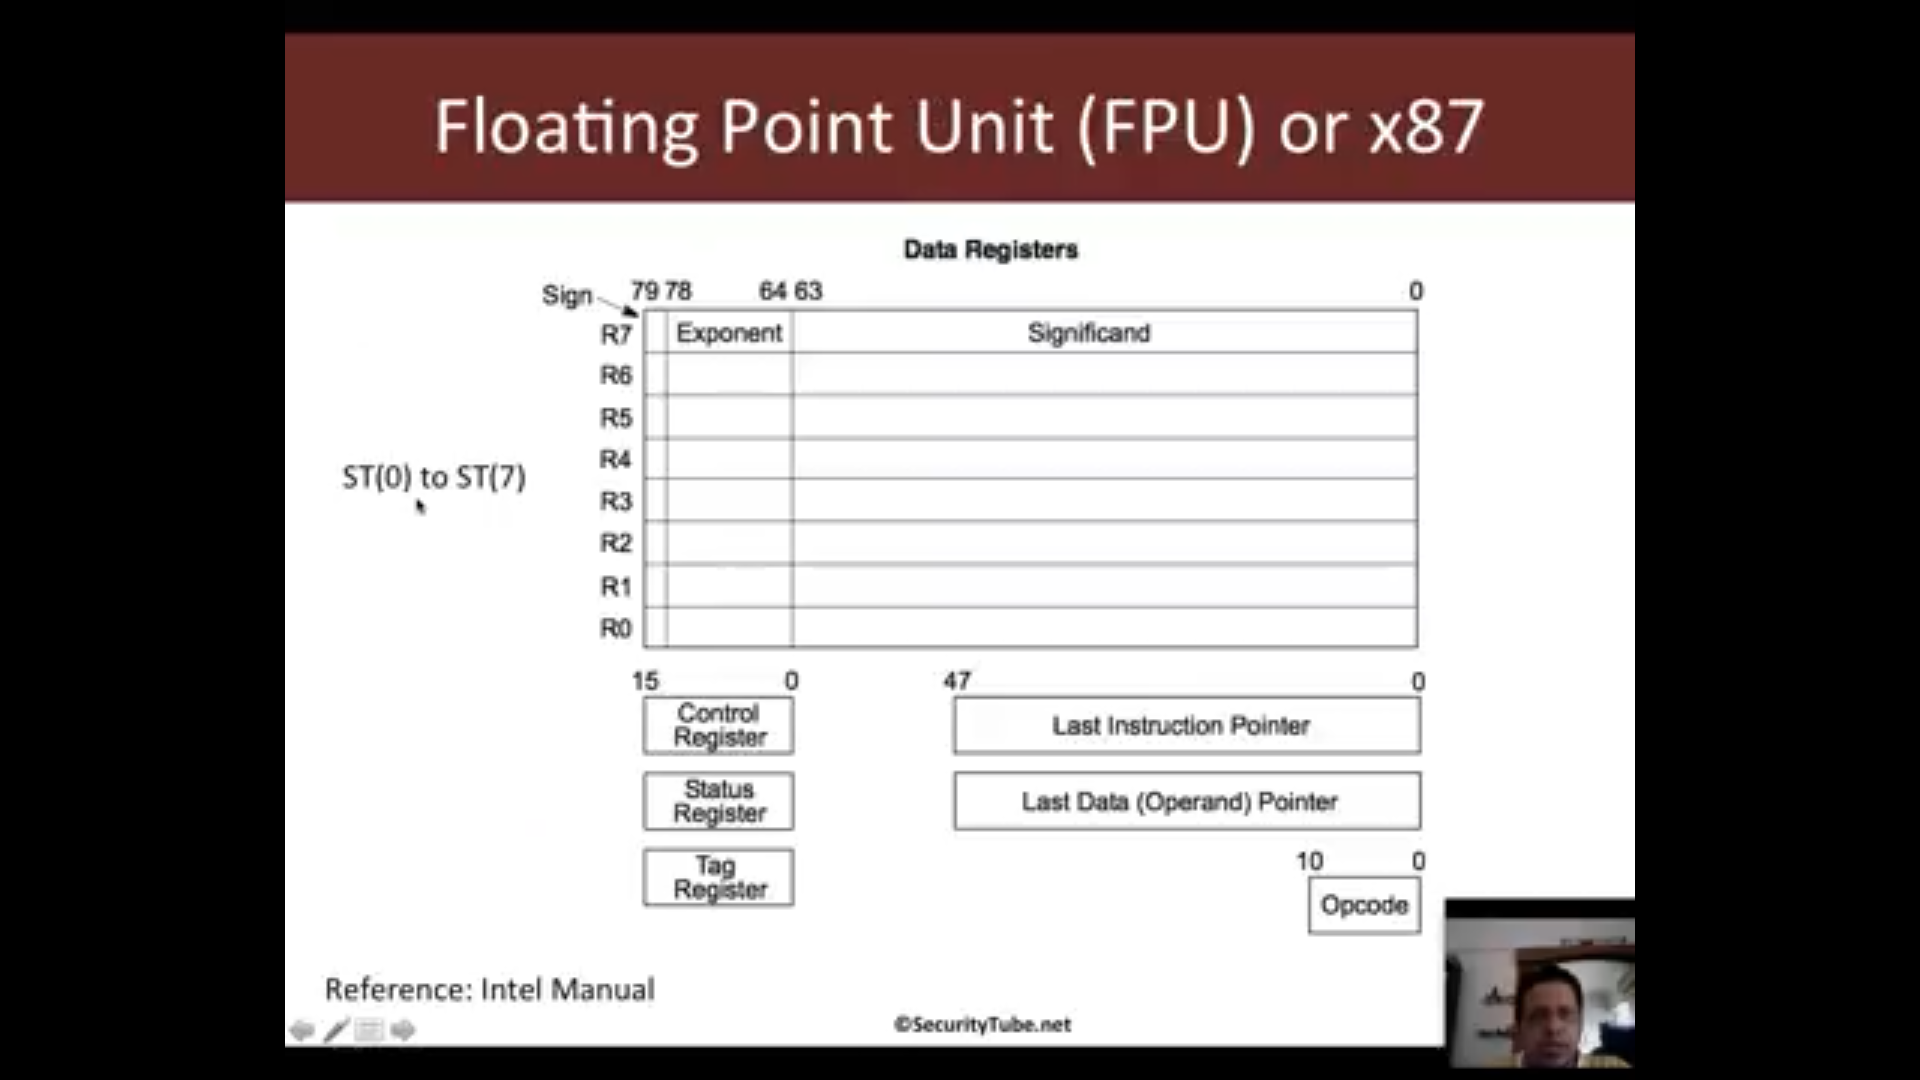 Floating Point Unit (FPU) or x87
Data Registers
Sign 79 78 64 63 0
R7 Exponent Significand
R6
R5
ST(0) to ST(7)
R4
R3
R2
R1
R0
15 0 47 0
Control
Register
Last Instruction Pointer
Status
Register
Last Data (Operand) Pointer
Tag
Register
10 0
Opcode
Reference: Intel Manual
©SecurityTube.net